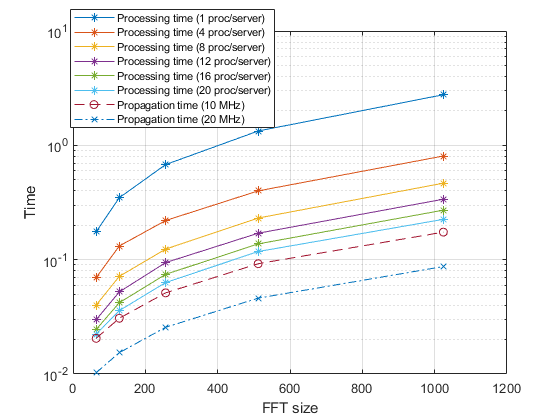 Processing time (1 proc/server)
Processing time (4 proc/server)
Processing time (8 proc/server)
Processing time (12 proc/server)
Processing time (16 proc/server)
Processing time (20 proc/server)
Propagation time (10 MHz)
Propagation time (20 MHz)
10^1
10^0
10^-1
10^-2
Time
0 200 400 600 800 1000 1200
FFT size